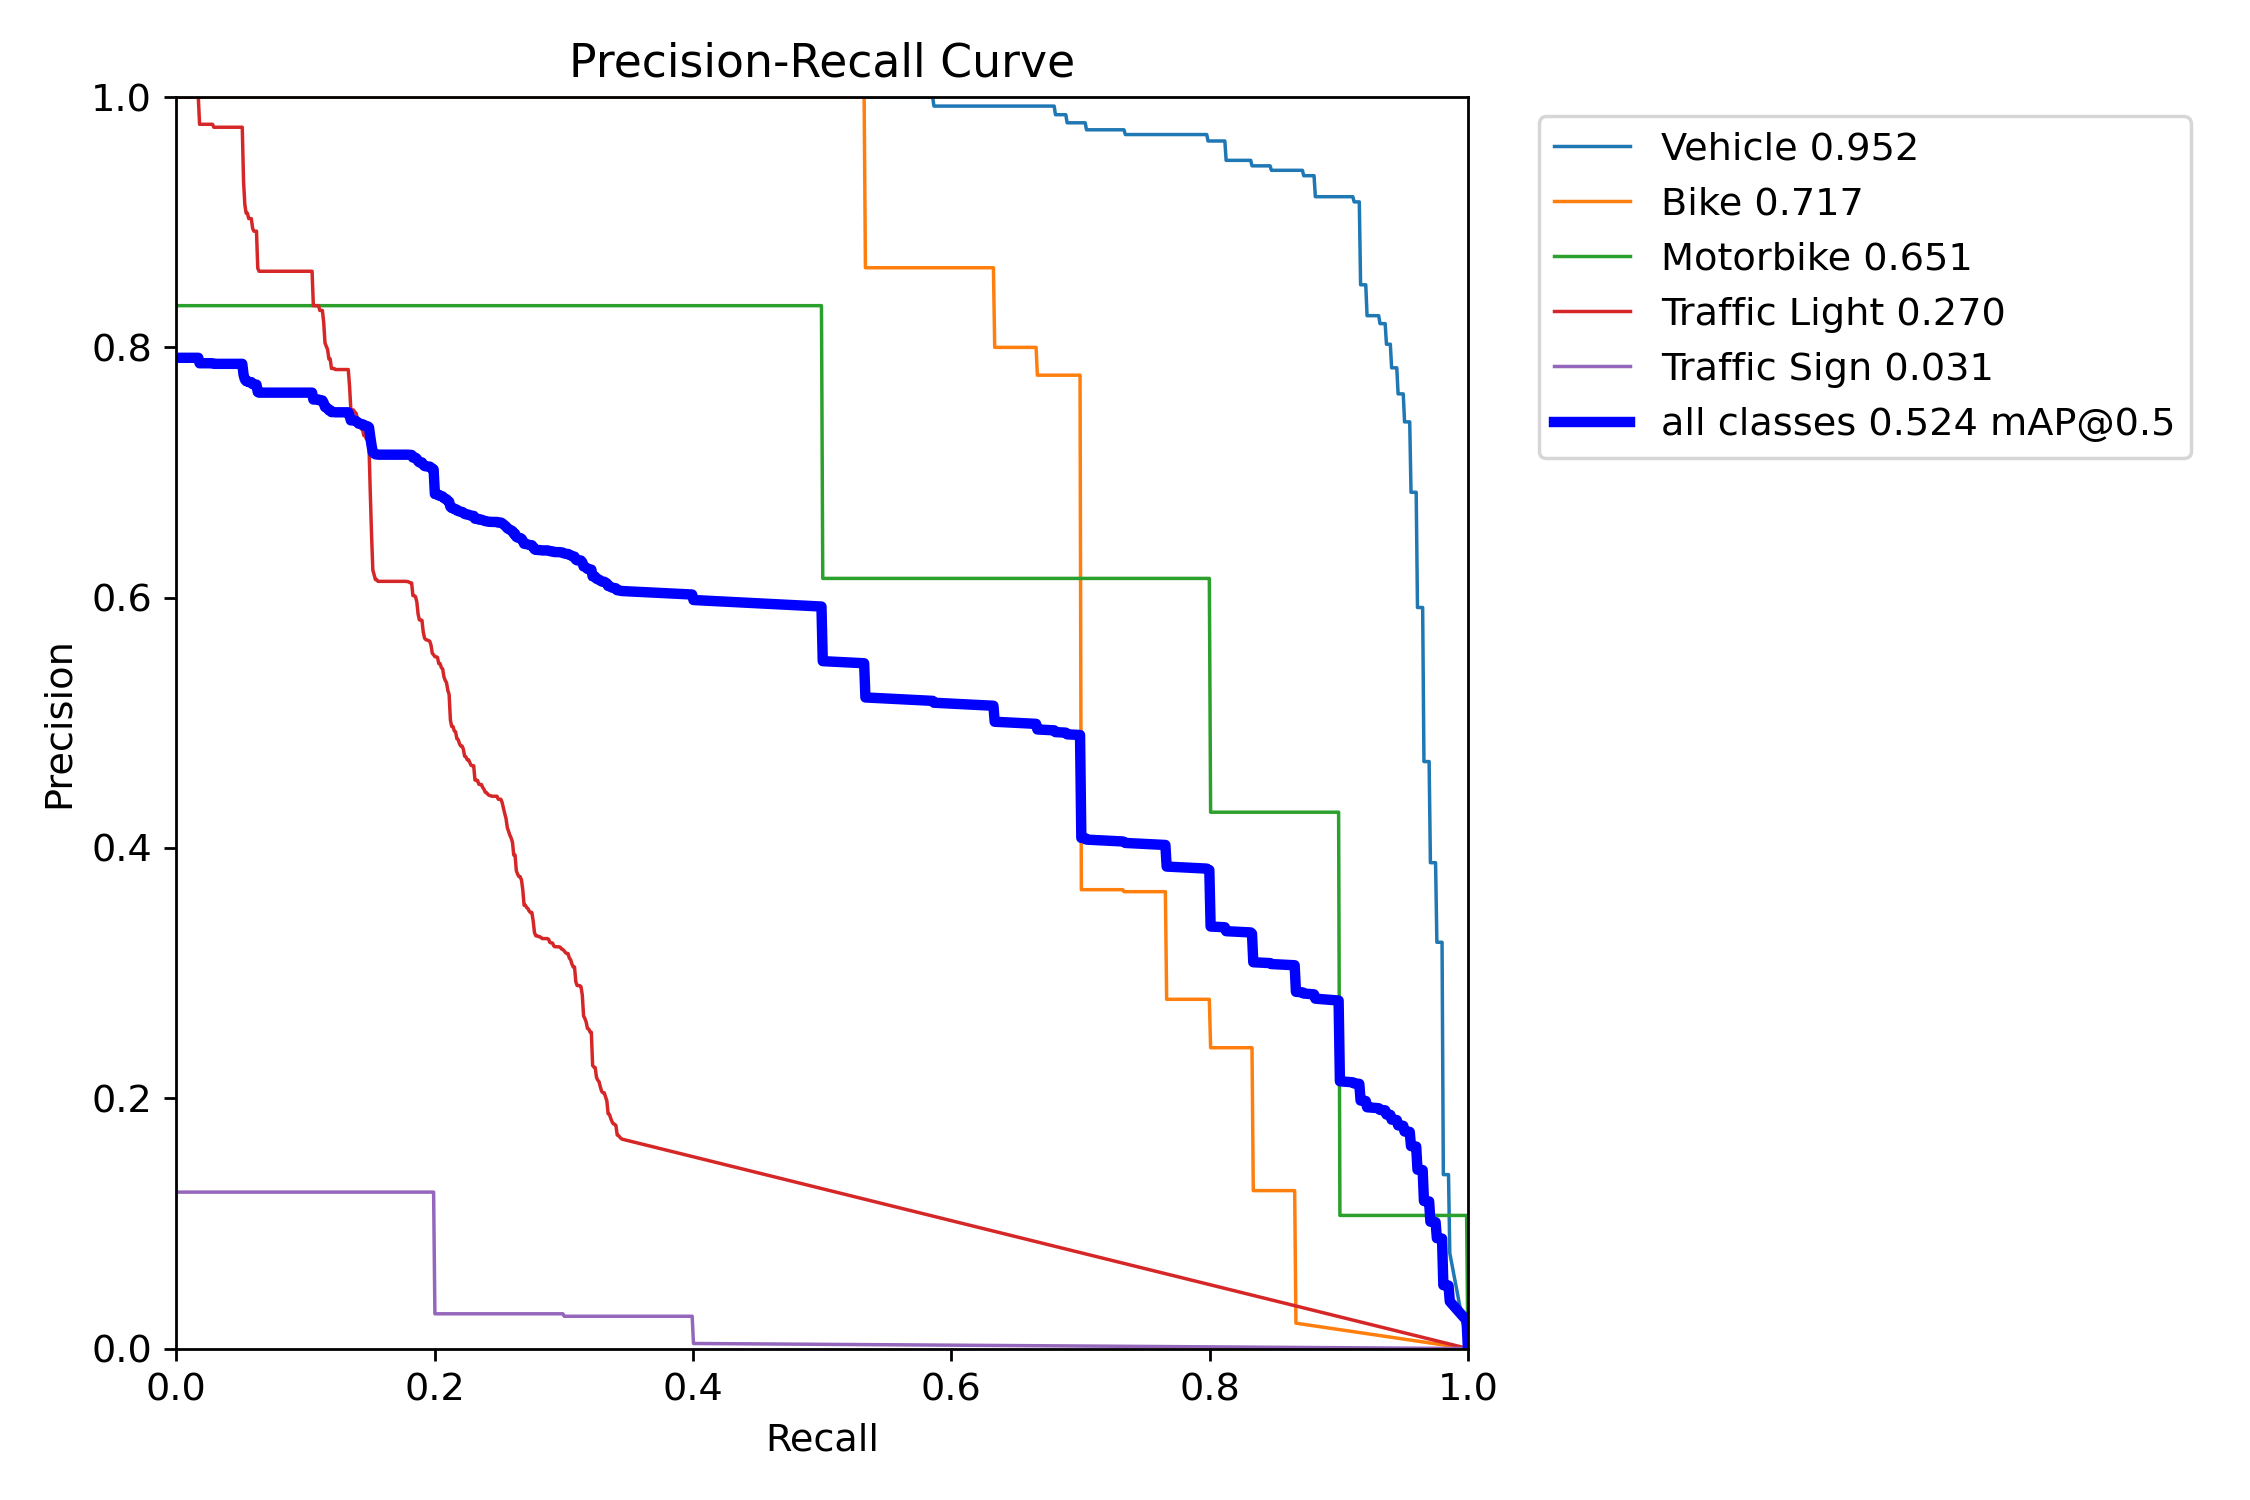 Precision-Recall Curve
1.0
0.8
0.6
0.4
0.2
0.0
Precision
0.0 0.2 0.4 0.6 0.8 1.0
Recall
Vehicle 0.952
Bike 0.717
Motorbike 0.651
Traffic Light 0.270
Traffic Sign 0.031
all classes 0.524 mAP@0.5